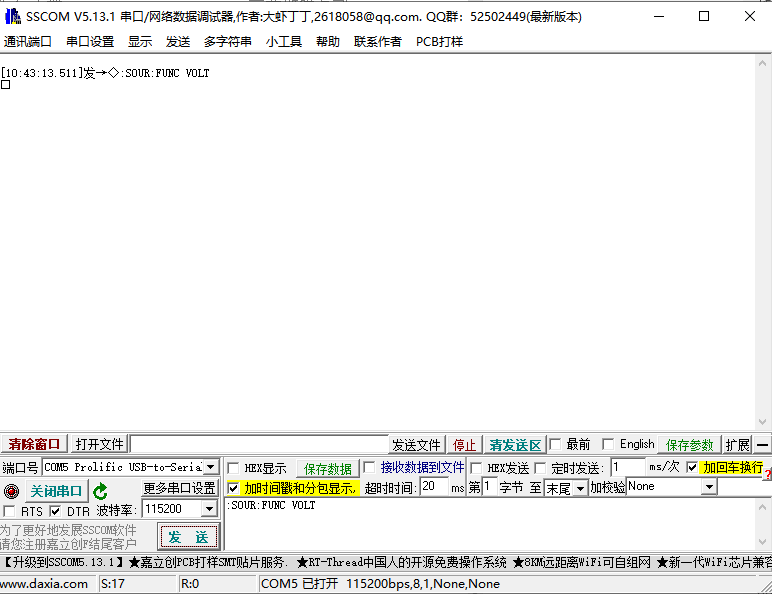 SSCOM V5.13.1 串口/网络数据调试器,作者:大虾丁丁,2618058@qq.com. QQ群: 52502449(最新版本)
通讯端口 串口设置 显示 发送 多字符串 小工具 帮助 联系作者 PCB打样
[10:43:13.511]发→◇:SOUR:FUNC VOLT
□
清除窗口 打开文件 发送文件 停止 清发送区 最前 English 保存参数 扩展 —
端口号 COM5 Prolific USB-to-Seria HEX显示 保存数据 接收数据到文件 HEX发送 定时发送: 1 ms/次 加回车换行
关闭串口 更多串口设置 加时间戳和分包显示, 超时时间: 20 ms 第 1 字节 至 末尾 加校验 None
RTS DTR 波特率: 115200 :SOUR:FUNC VOLT
为了更好地发展SSCOM软件
请您注册嘉立创F结尾客户
发 送
【升级到SSCOM5.13.1】★嘉立创PCB打样SMT贴片服务. ★RT-Thread中国人的开源免费操作系统 ★8KM远距离WiFi可自组网 ★新一代WiFi芯片兼容
www.daxia.com S:17 R:0 COM5 已打开 115200bps,8,1,None,None